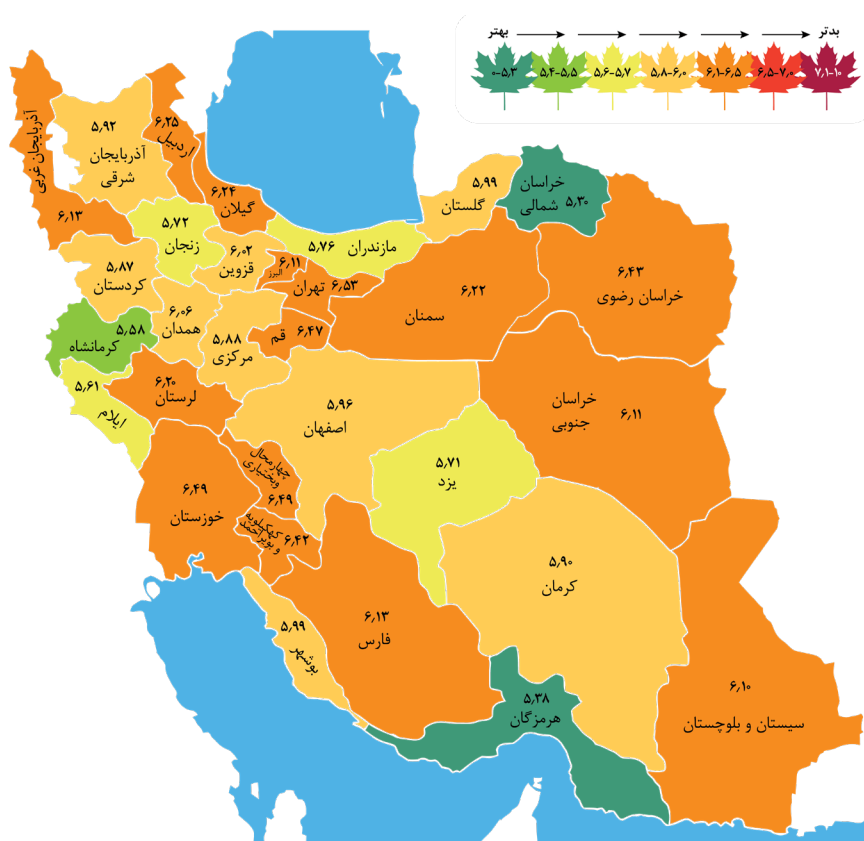 بهتر
بدتر
۰-۵٫۳
۵٫۴-۵٫۵
۵٫۶-۵٫۷
۵٫۸-۶٫۰
۶٫۱-۶٫۵
۶٫۵-۷٫۰
۷٫۱-۱۰
آذربایجان غربی
۶٫۱۳
۵٫۹۲
آذربایجان
شرقی
۶٫۲۵
اردبیل
۶٫۲۴
گیلان
۵٫۷۲
زنجان
۵٫۷۶
مازندران
۵٫۹۹
گلستان
خراسان
شمالی
۵٫۳۰
۶٫۴۳
خراسان رضوی
۶٫۲۲
سمنان
۶٫۰۲
قزوین
۶٫۱۱
البرز
۶٫۵۳
تهران
۵٫۸۷
کردستان
۶٫۰۶
همدان
۵٫۸۸
مرکزی
۶٫۴۷
قم
۵٫۵۸
کرمانشاه
۵٫۶۱
ایلام
۶٫۲۰
لرستان
۵٫۹۶
اصفهان
خراسان
جنوبی
۶٫۱۱
۵٫۷۱
یزد
۶٫۴۹
خوزستان
چهارمحال
وبختیاری
۶٫۴۹
کهکیلویه
و بویراحمد
۶٫۴۲
۵٫۹۰
کرمان
۶٫۱۳
فارس
۵٫۹۹
بوشهر
۵٫۳۸
هرمزگان
۶٫۱۰
سیستان و بلوچستان